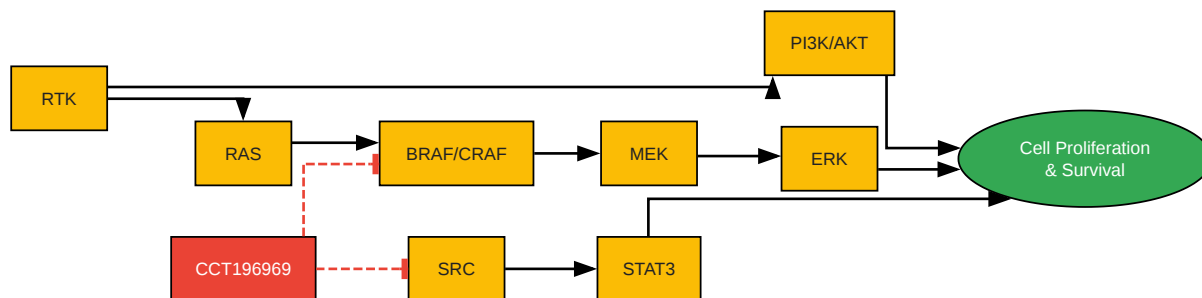 PI3K/AKT
RTK
RAS
BRAF/CRAF
MEK
ERK
Cell Proliferation
& Survival
CCT196969
SRC
STAT3